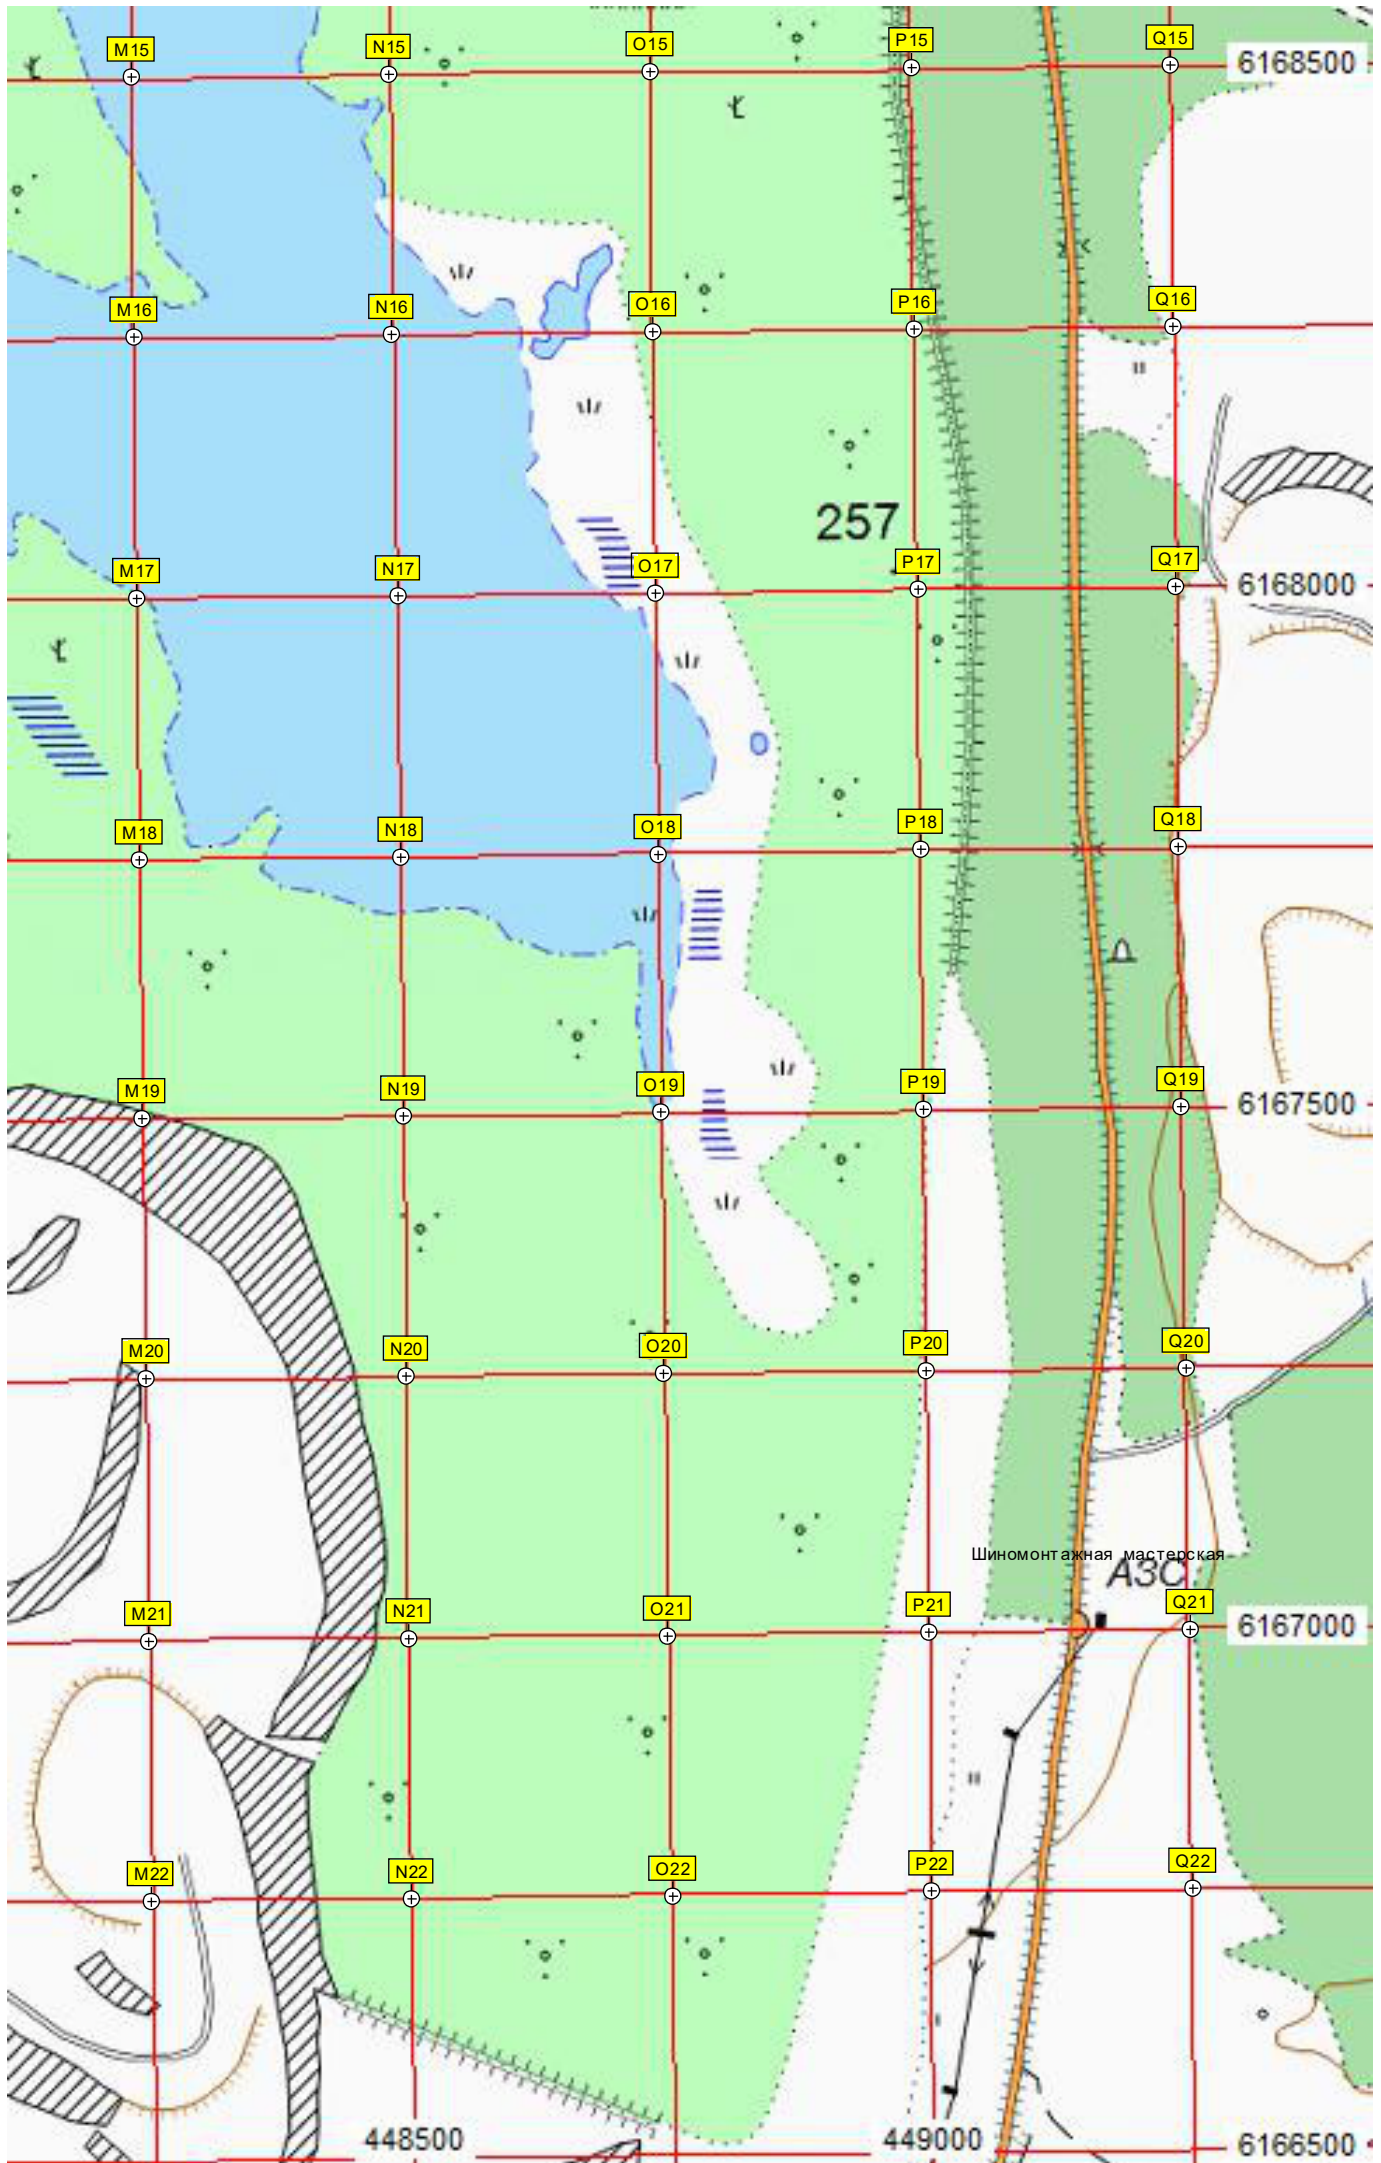 M15 N15 O15 P15 Q15 6168500
M16 N16 O16 P16 Q16
257
M17 N17 O17 P17 Q17 6168000
M18 N18 O18 P18 Q18
M19 N19 O19 P19 Q19 6167500
M20 N20 O20 P20 Q20
Шиномонтажная мастерская
АЗС
M21 N21 O21 P21 Q21 6167000
M22 N22 O22 P22 Q22
448500 449000 6166500